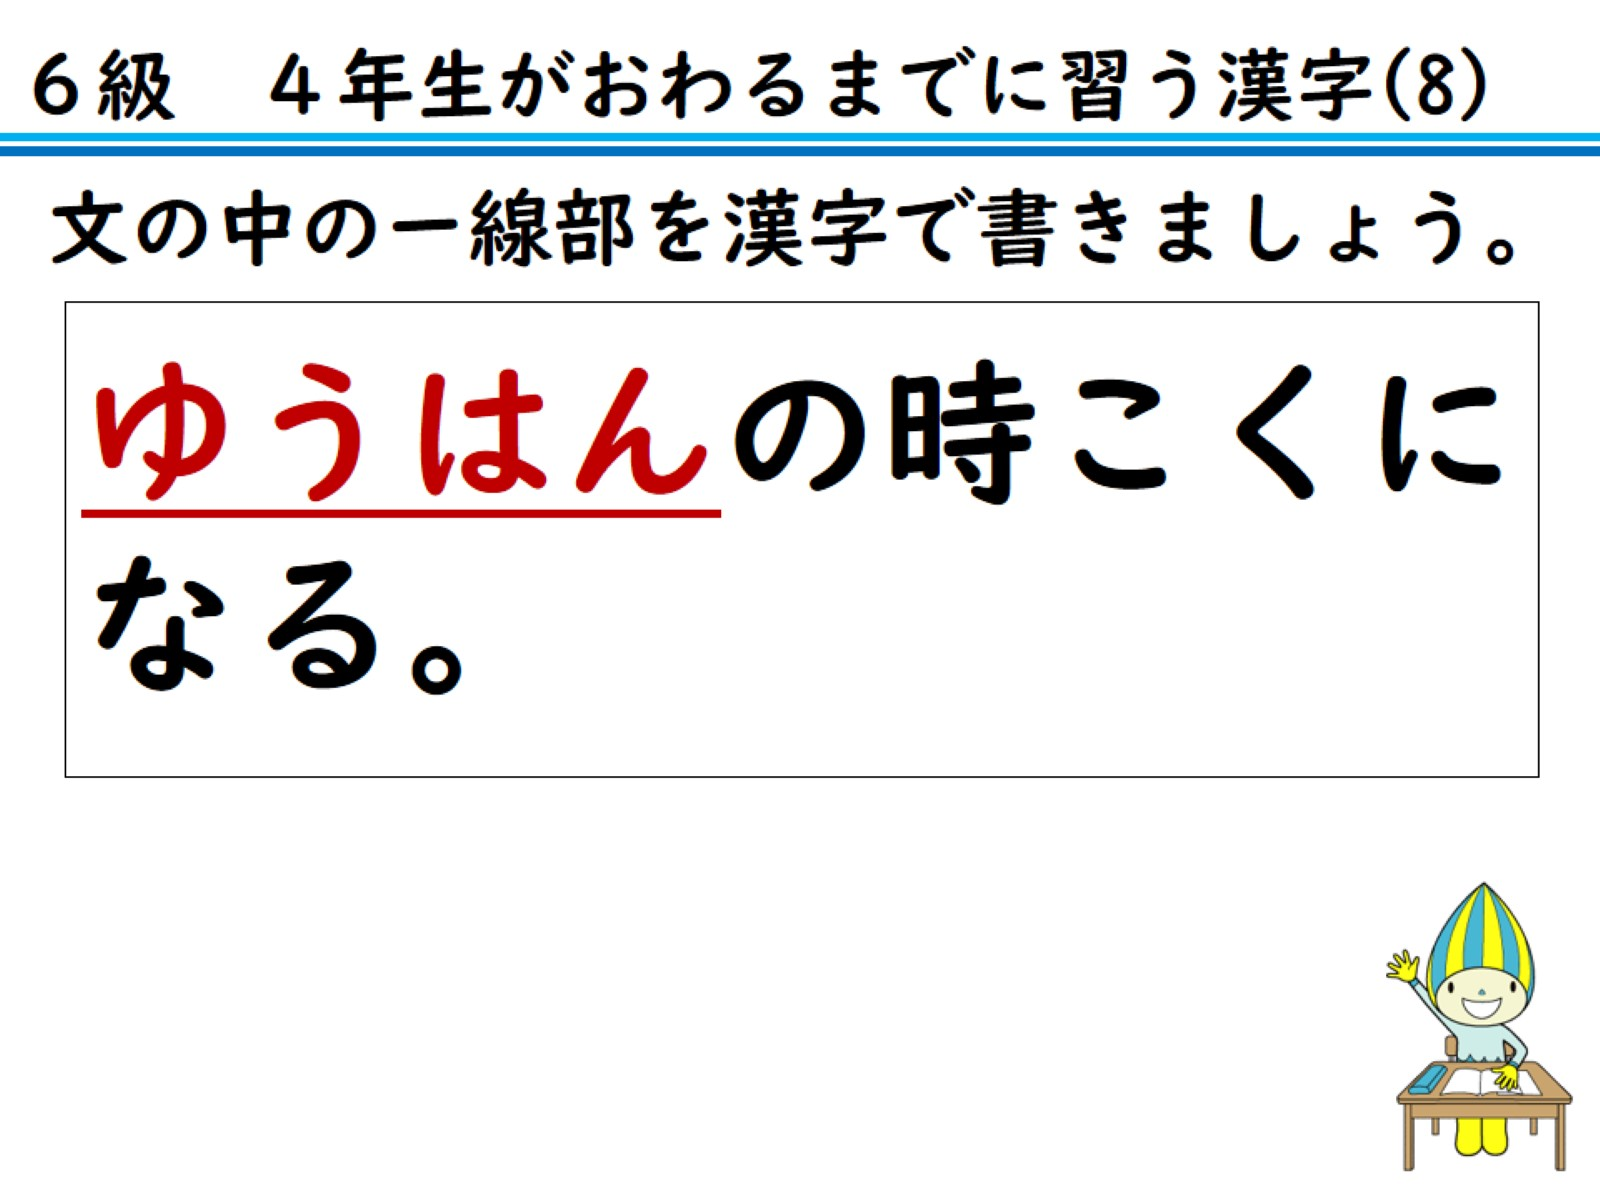 ６級　４年生がおわるまでに習う漢字(8)
文の中の―線部を漢字で書きましょう。
ゆうはんの時こくに
なる。